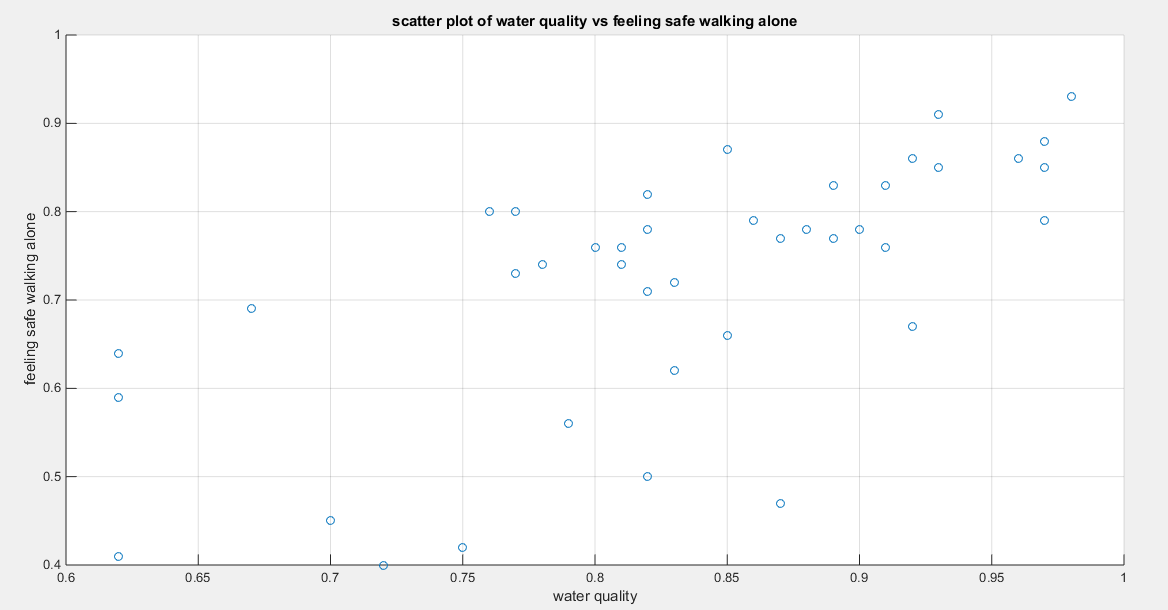 scatter plot of water quality vs feeling safe walking alone
1
0.9
0.8
0.7
0.6
0.5
0.4
feeling safe walking alone
0.6 0.65 0.7 0.75 0.8 0.85 0.9 0.95 1
water quality